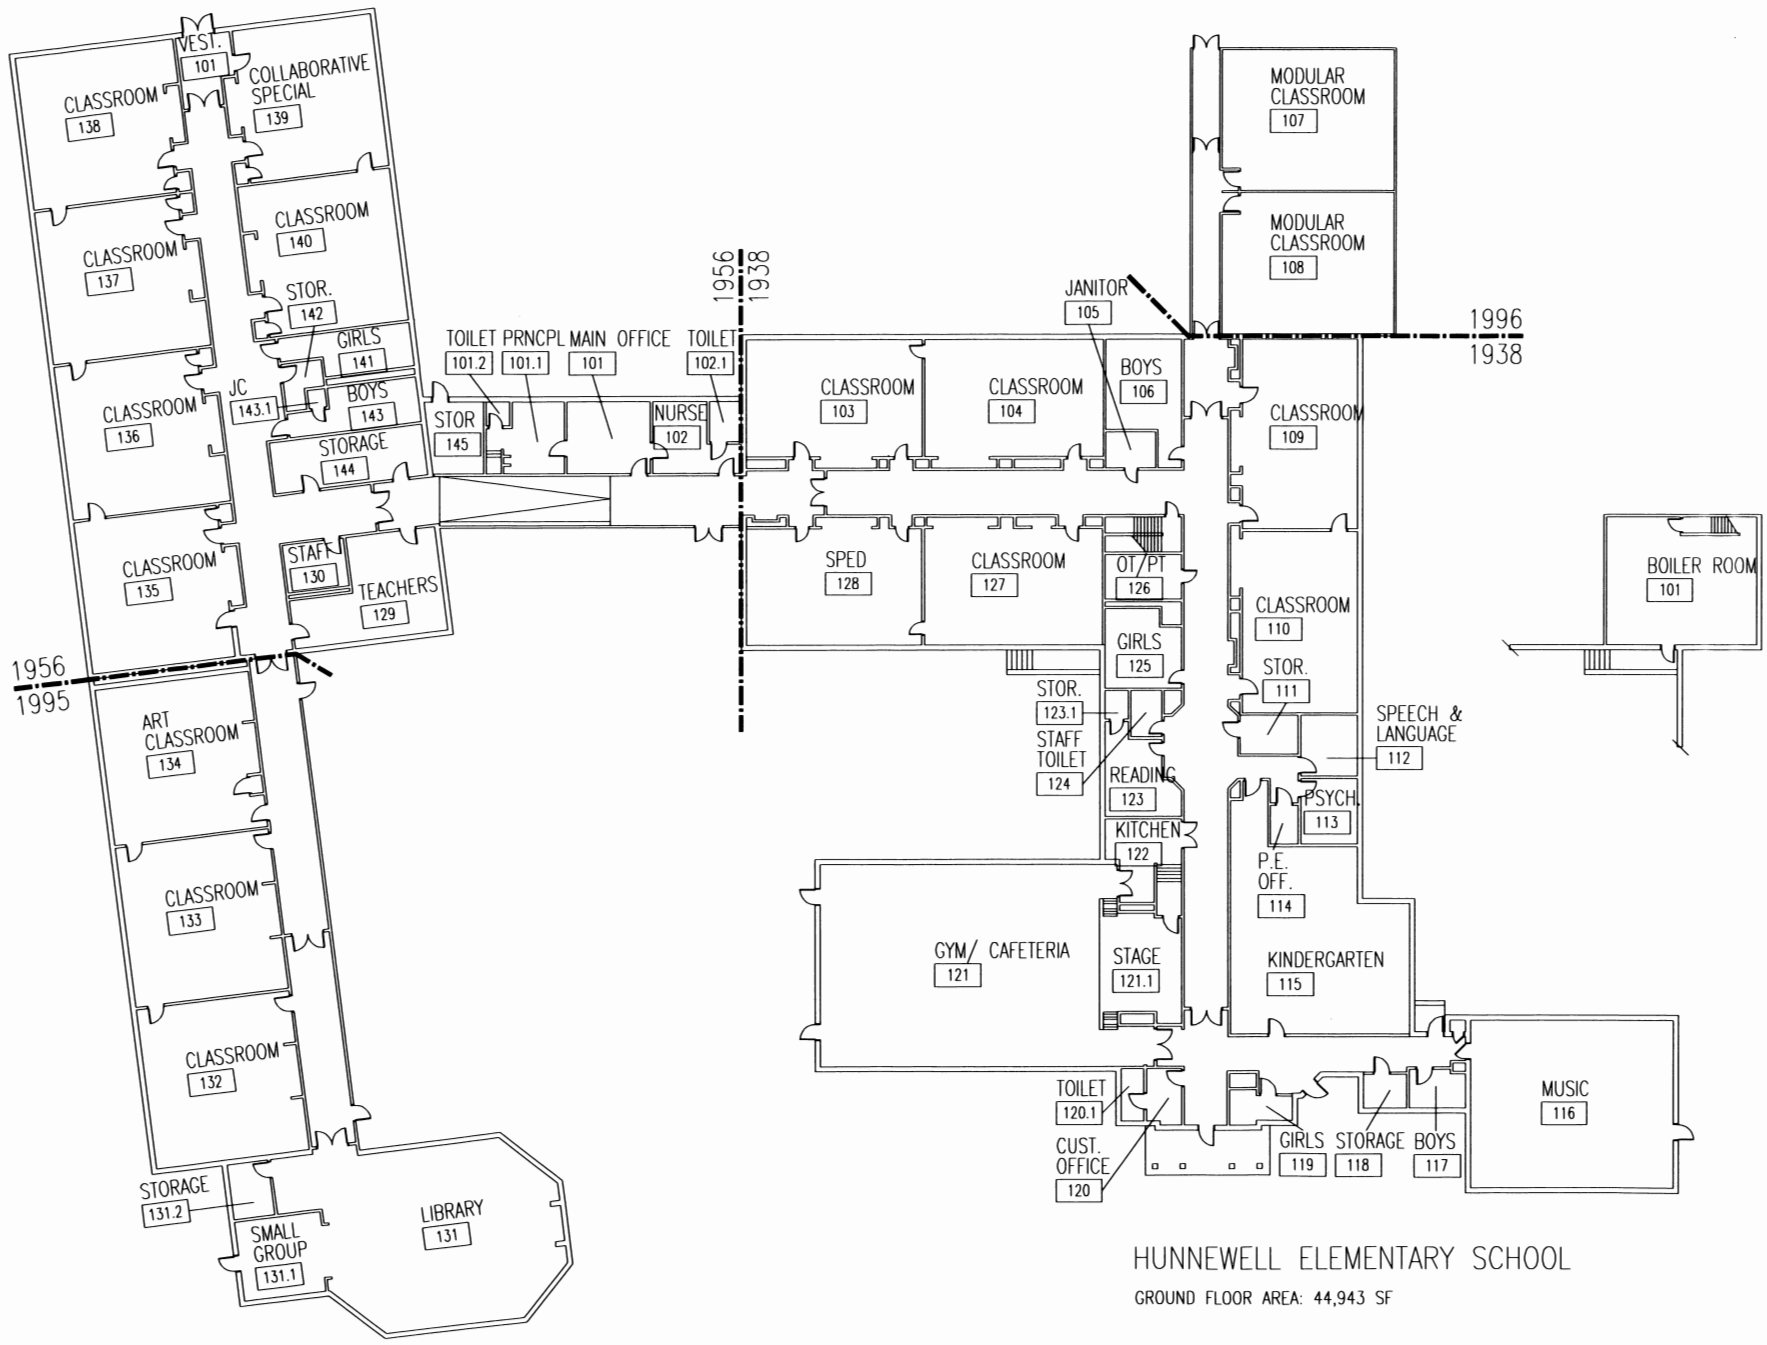 VEST.
101
CLASSROOM
138
COLLABORATIVE
SPECIAL
139
CLASSROOM
137
CLASSROOM
140
STOR.
142
GIRLS
141
CLASSROOM
136
JC
143.1
BOYS
143
STORAGE
144
CLASSROOM
135
STAFF
130
TEACHERS
129
1956
1995
ART
CLASSROOM
134
CLASSROOM
133
CLASSROOM
132
STORAGE
131.2
SMALL
GROUP
131.1
LIBRARY
131
STOR
145
TOILET
101.2
PRNCPL
101.1
MAIN OFFICE
101
NURSE
102
TOILET
102.1
1956
1938
CLASSROOM
103
CLASSROOM
104
JANITOR
105
BOYS
106
MODULAR
CLASSROOM
107
MODULAR
CLASSROOM
108
1996
1938
CLASSROOM
109
SPED
128
CLASSROOM
127
OT/PT
126
GIRLS
125
CLASSROOM
110
STOR.
111
SPEECH &
LANGUAGE
112
STOR.
123.1
STAFF
TOILET
124
READING
123
PSYCH.
113
KITCHEN
122
P.E.
OFF.
114
GYM/ CAFETERIA
121
STAGE
121.1
KINDERGARTEN
115
TOILET
120.1
CUST.
OFFICE
120
GIRLS
119
STORAGE
118
BOYS
117
MUSIC
116
BOILER ROOM
101
HUNNEWELL ELEMENTARY SCHOOL
GROUND FLOOR AREA: 44,943 SF